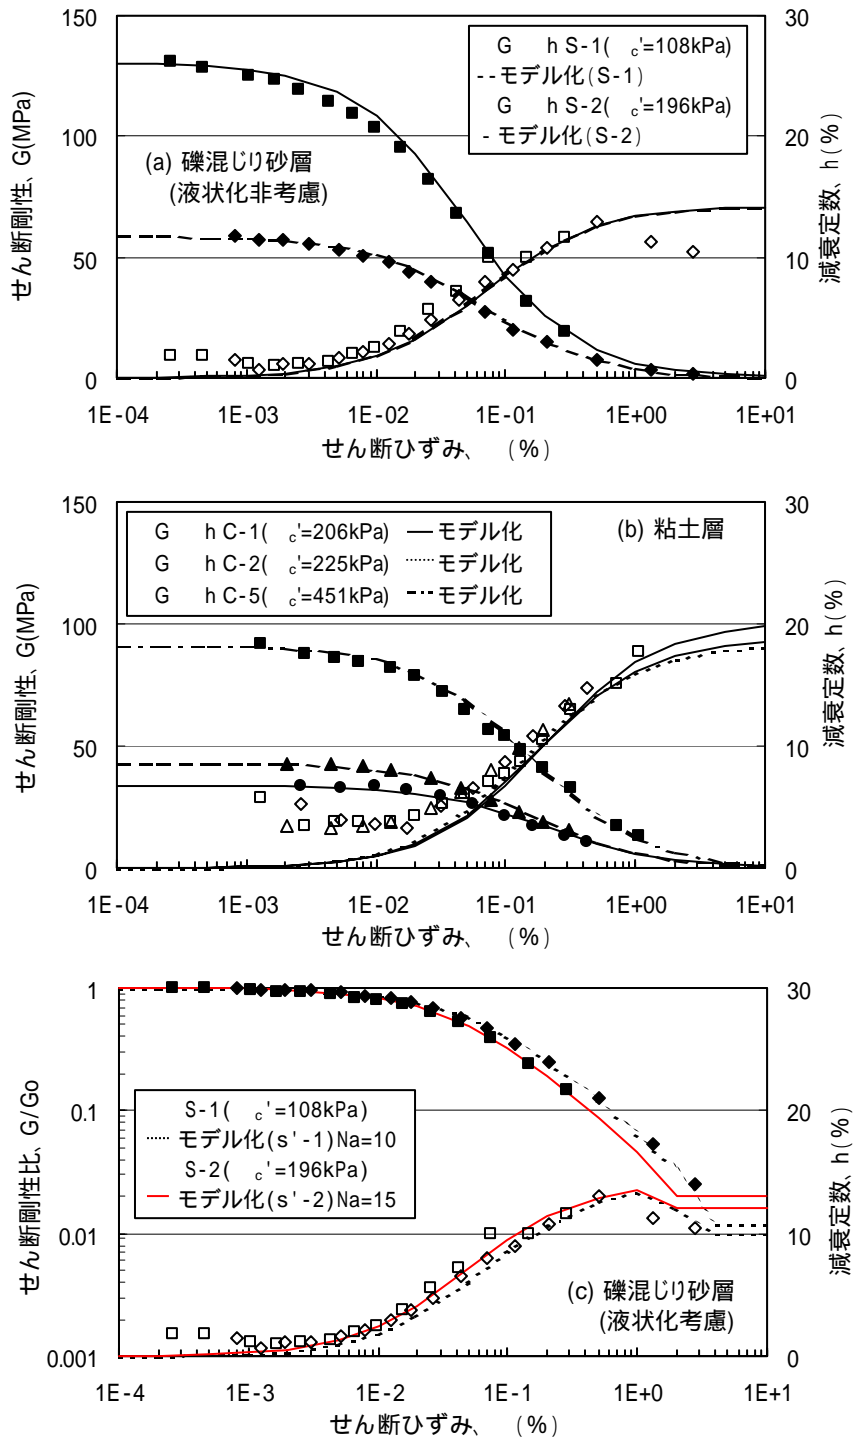 150
100
50
0
せん断剛性、G(MPa)
G h S-1( c'=108kPa)
--モデル化(S-1)
G h S-2( c'=196kPa)
- モデル化(S-2)
(a) 礫混じり砂層
(液状化非考慮)
30
20
10
0
減衰定数、h(%)
1E-04 1E-03 1E-02 1E-01 1E+00 1E+01
せん断ひずみ、 (%)
150
100
50
0
せん断剛性、G(MPa)
G h C-1( c'=206kPa) モデル化
G h C-2( c'=225kPa) モデル化
G h C-5( c'=451kPa) モデル化
(b) 粘土層
30
20
10
0
減衰定数、h(%)
1E-04 1E-03 1E-02 1E-01 1E+00 1E+01
せん断ひずみ、 (%)
1
0.1
0.01
0.001
せん断剛性比、G/Go
S-1( c'=108kPa)
モデル化(s'-1)Na=10
S-2( c'=196kPa)
モデル化(s'-2)Na=15
(c) 礫混じり砂層
(液状化考慮)
30
20
10
0
減衰定数、h(%)
1E-4 1E-3 1E-2 1E-1 1E+0 1E+1
せん断ひずみ、 (%)